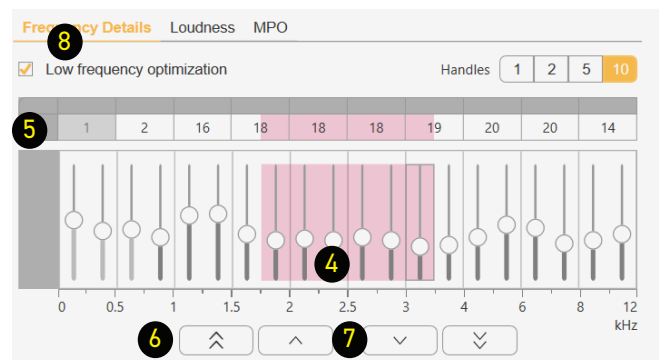 Frequency Details Loudness MPO
8
Low frequency optimization Handles 1 2 5 10
5 1 2 16 18 18 18 19 20 20 14
4
0 0.5 1 1.5 2 2.5 3 4 6 8 12
kHz
6 7